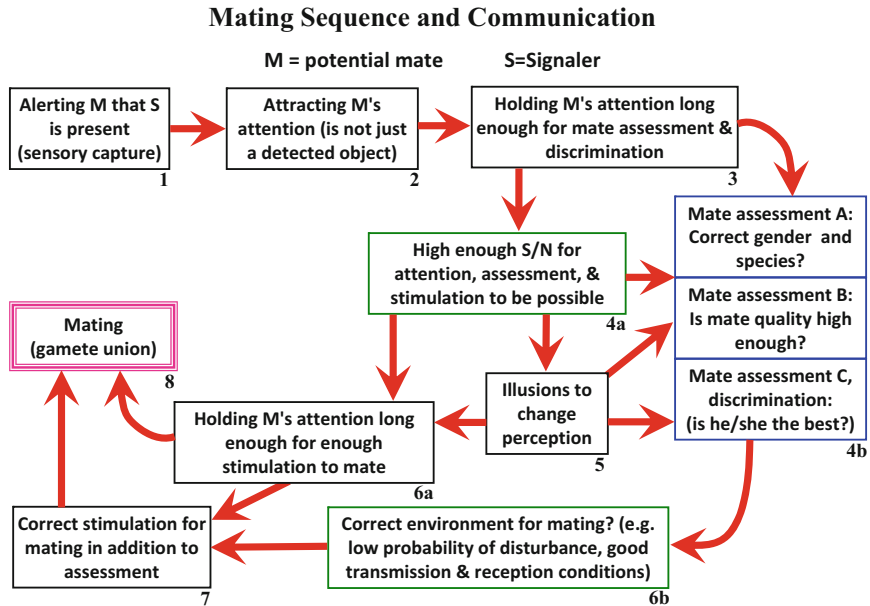 Mating Sequence and Communication
M = potential mate S=Signaler
Alerting M that S
is present
(sensory capture)
1
Attracting M's
attention (is not just
a detected object)
2
Holding M's attention long
enough for mate assessment &
discrimination
3
High enough S/N for
attention, assessment, &
stimulation to be possible
4a
Mate assessment A:
Correct gender and
species?
Mate assessment B:
Is mate quality high
enough?
Mate assessment C,
discrimination:
(is he/she the best?)
4b
Mating
(gamete union)
8
Illusions to
change
perception
5
Holding M's attention long
enough for enough
stimulation to mate
6a
Correct stimulation for
mating in addition to
assessment
7
Correct environment for mating? (e.g.
low probability of disturbance, good
transmission & reception conditions)
6b